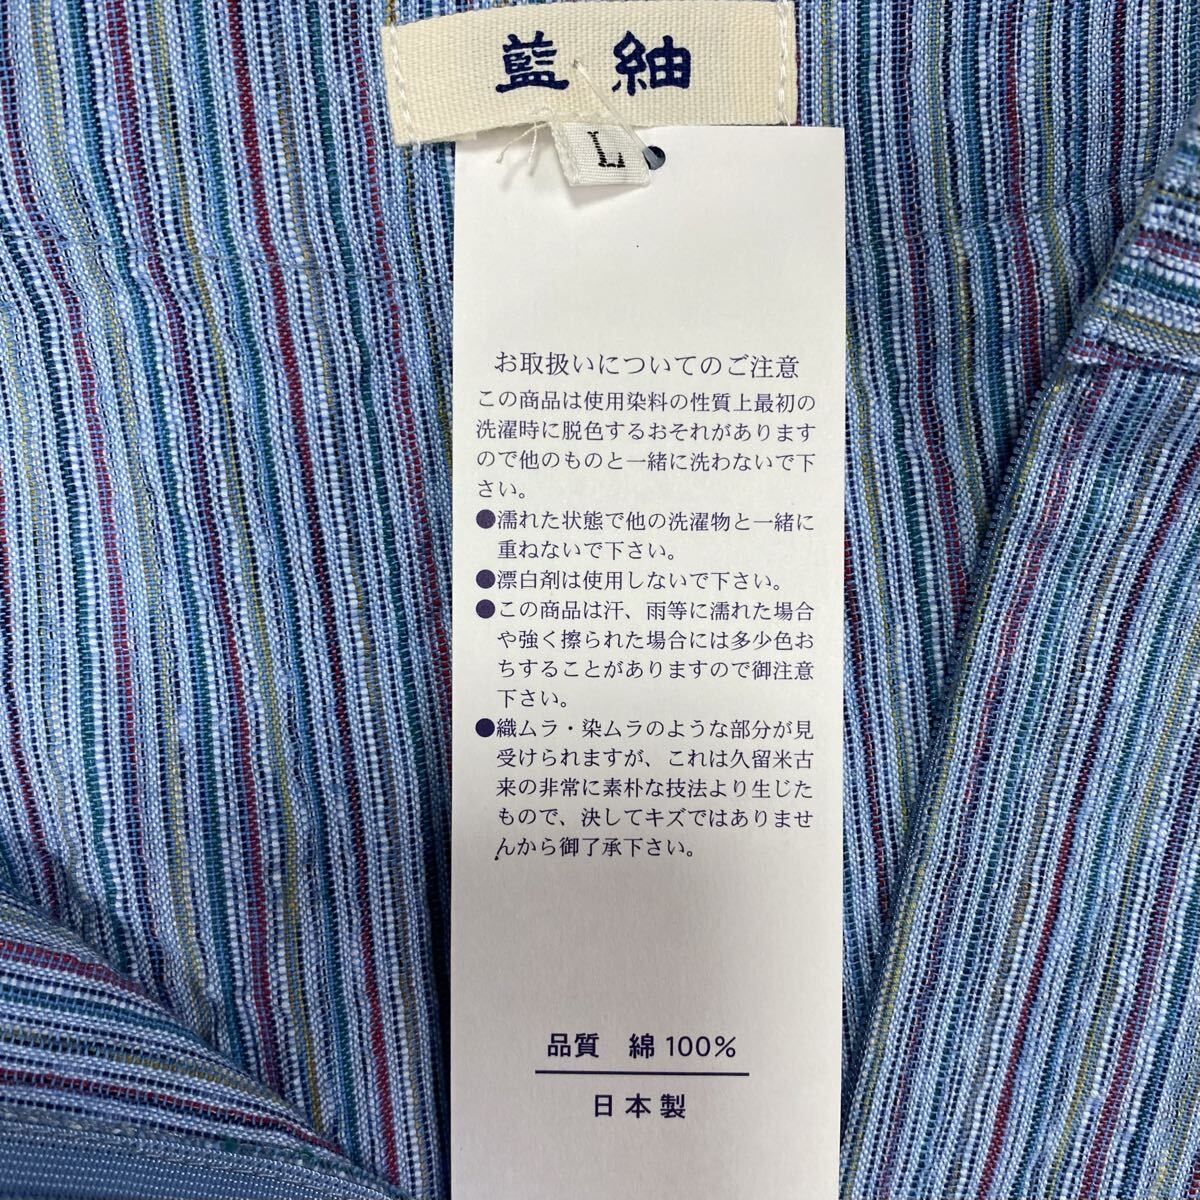 藍紬
L
お取扱いについてのご注意
この商品は使用染料の性質上最初の
洗濯時に脱色するおそれがあります
ので他のものと一緒に洗わないで下
さい。
●濡れた状態で他の洗濯物と一緒に
重ねないで下さい。
●漂白剤は使用しないで下さい。
●この商品は汗、雨等に濡れた場合
や強く擦られた場合には多少色お
ちすることがありますので御注意
下さい。
●織ムラ・染ムラのような部分が見
受けられますが、これは久留米古
来の非常に素朴な技法より生じた
もので、決してキズではありませ
んから御了承下さい。
品質 綿100%
日本製